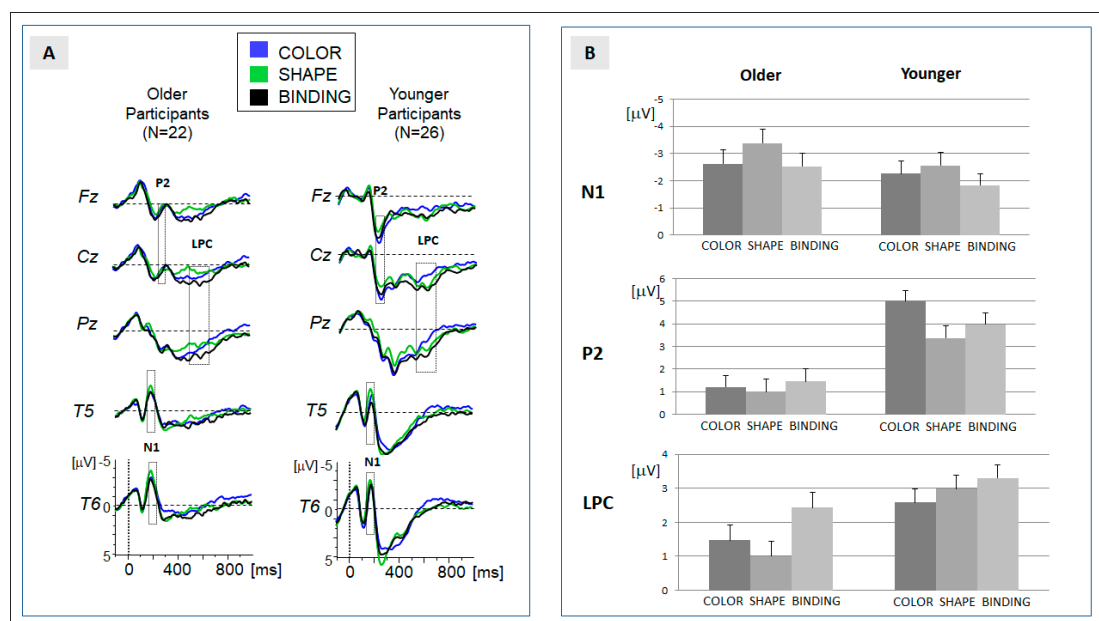 A
COLOR
SHAPE
BINDING
Older
Participants
(N=22)
Younger
Participants
(N=26)
Fz
P2
Fz
P2
Cz
LPC
Cz
LPC
Pz
Pz
T5
T5
N1
N1
[µV] -5
[µV] -5
T6 0
T6 0
5
5
0 400 800 [ms]
0 400 800 [ms]
B
Older Younger
N1
[µV]
-5
-4
-3
-2
-1
0
COLOR SHAPE BINDING COLOR SHAPE BINDING
P2
[µV]
6
5
4
3
2
1
0
COLOR SHAPE BINDING COLOR SHAPE BINDING
LPC
[µV]
4
3
2
1
0
COLOR SHAPE BINDING COLOR SHAPE BINDING